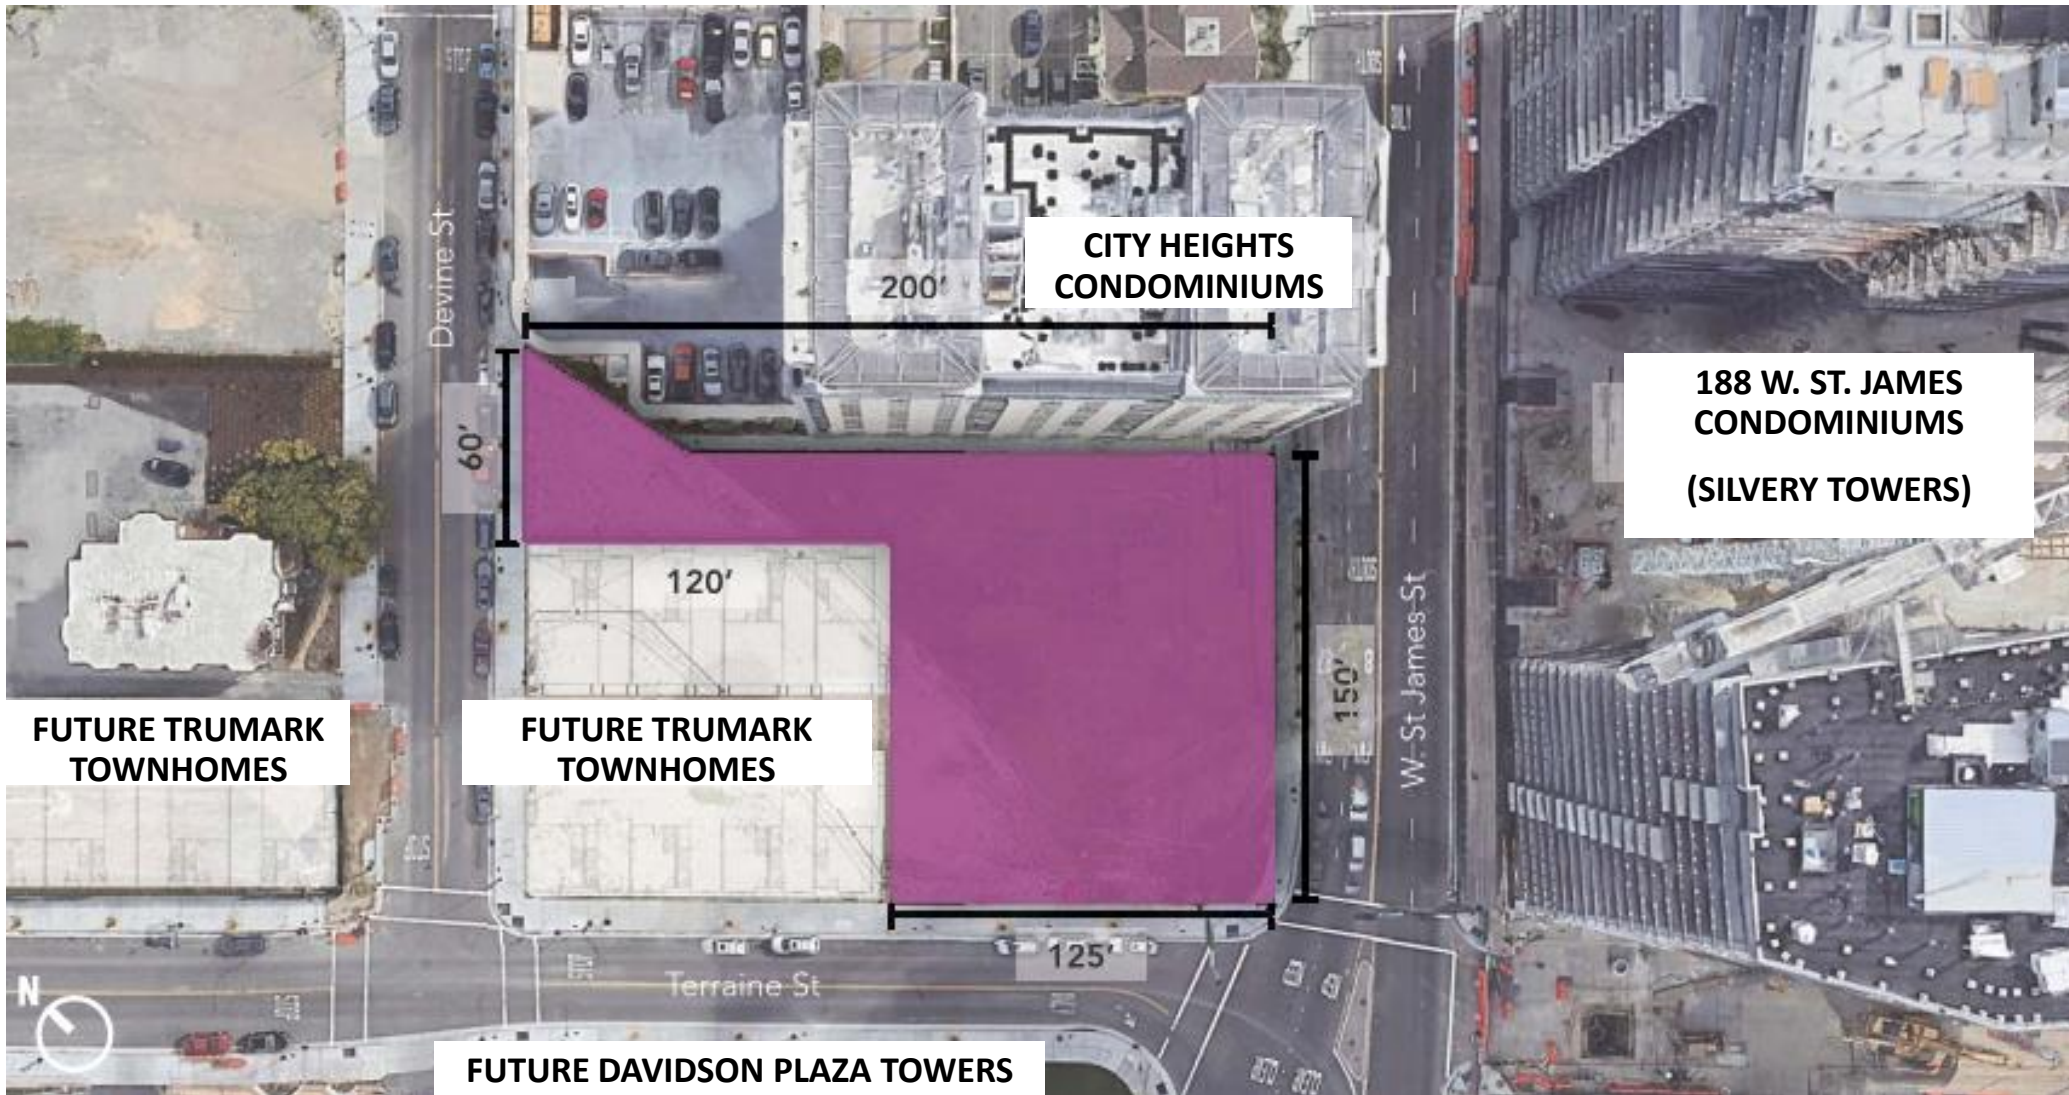 Devine St
200'
CITY HEIGHTS
CONDOMINIUMS
188 W. ST. JAMES
CONDOMINIUMS
(SILVERY TOWERS)
60'
120'
150'
W St James St
FUTURE TRUMARK
TOWNHOMES
FUTURE TRUMARK
TOWNHOMES
STOP
125'
Terraine St
N
FUTURE DAVIDSON PLAZA TOWERS